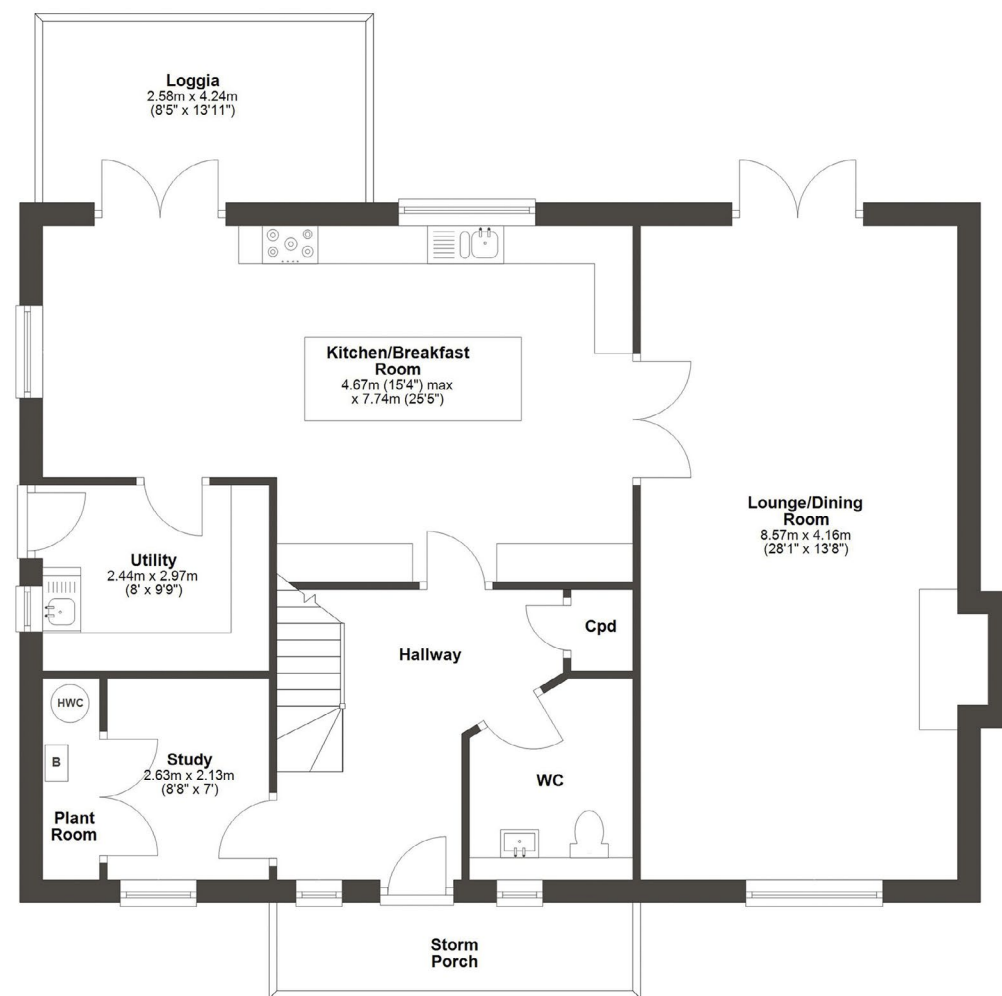 Loggia
2.58m x 4.24m
(8'5" x 13'11")
Kitchen/Breakfast
Room
4.67m (15'4") max
x 7.74m (25'5")
Lounge/Dining
Room
8.57m x 4.16m
(28'1" x 13'8")
Utility
2.44m x 2.97m
(8' x 9'9")
Cpd
Hallway
HWC
B
Plant
Room
Study
2.63m x 2.13m
(8'8" x 7')
WC
Storm
Porch